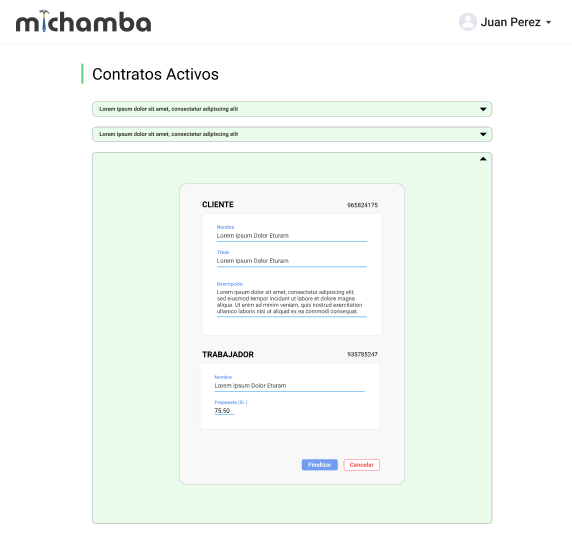 michamba
Juan Perez
Contratos Activos
Lorem ipsum dolor sit amet, consectetur adipiscing elit
Lorem ipsum dolor sit amet, consectetur adipiscing elit
CLIENTE 965824175
Nombre
Lorem Ipsum Dolor Eturam
Título
Lorem Ipsum Dolor Eturam
Descripción
Lorem ipsum dolor sit amet, consectetur adipiscing elit,
sed eiusmod tempor incidunt ut labore et dolore magna
aliqua. Ut enim ad minim veniam, quis nostrud exercitation
ullamco laboris nisi ut aliquid ex ea commodi consequat.
TRABAJADOR 935785247
Nombre
Lorem Ipsum Dolor Eturam
Propuesta (S/.)
75.50
Finalizar Cancelar